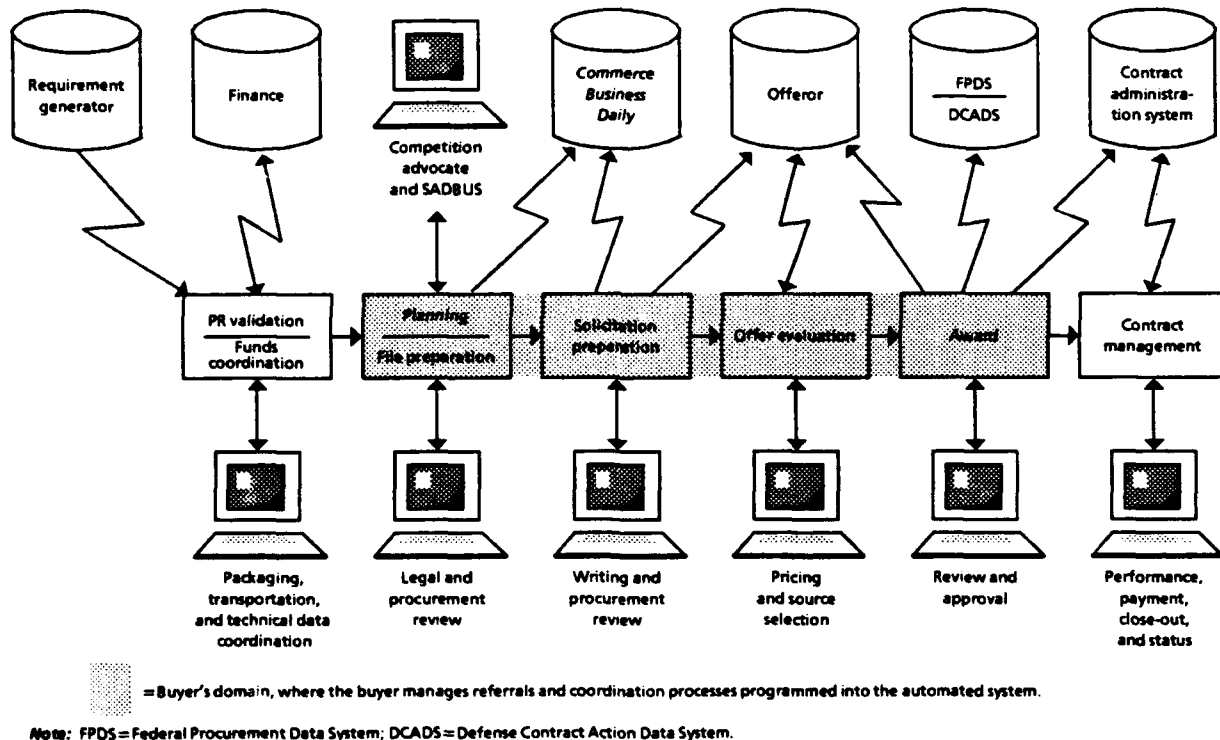 Requirement
generator
Finance
Competition
advocate
and SADBUS
Commerce
Business
Daily
Offeror
FPDS
DCADS
Contract
administra-
tion system
PR validation
Funds
coordination
Planning
File preparation
Solicitation
preparation
Offer evaluation
Award
Contract
management
Packaging,
transportation,
and technical data
coordination
Legal and
procurement
review
Writing and
procurement
review
Pricing
and source
selection
Review and
approval
Performance,
payment,
close-out,
and status
=Buyer's domain, where the buyer manages referrals and coordination processes programmed into the automated system.
Note: FPDS=Federal Procurement Data System; DCADS=Defense Contract Action Data System.